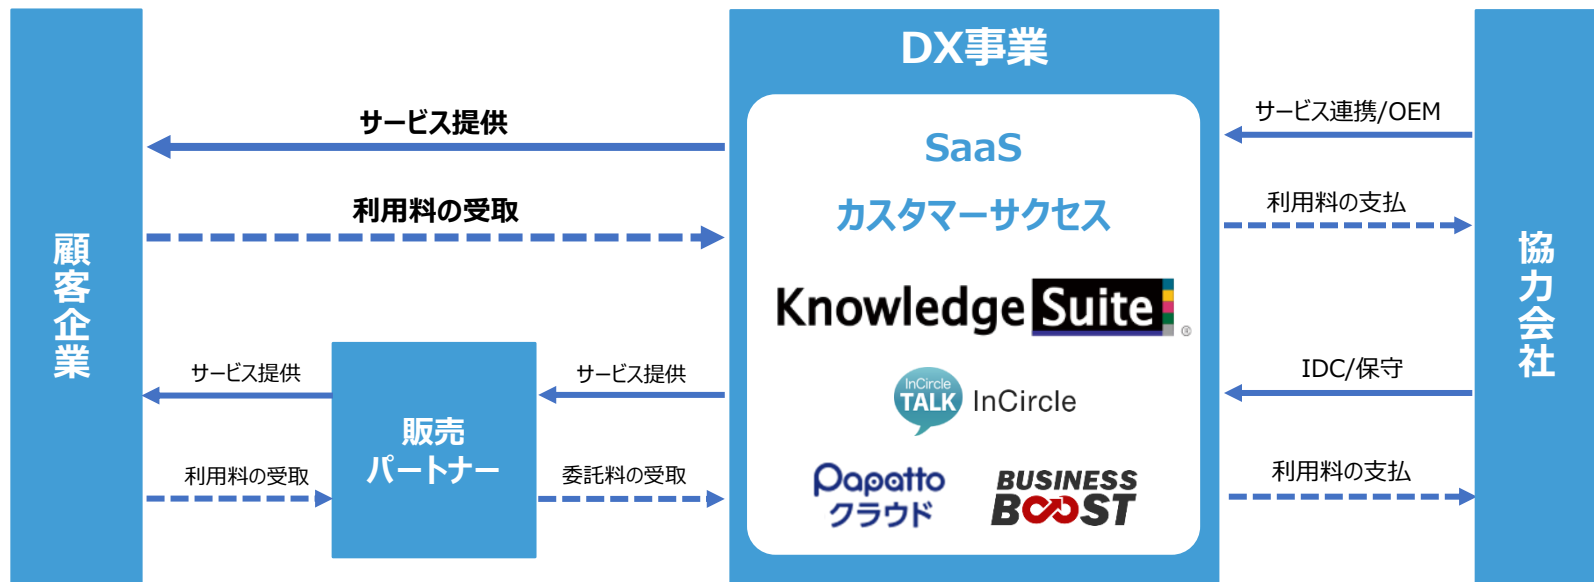 顧客企業
サービス提供
利用料の受取
サービス提供
利用料の受取
販売
パートナー
サービス提供
委託料の受取
DX事業
SaaS
カスタマーサクセス
Knowledge Suite ®
InCircle
TALK
InCircle
Papatto
クラウド
BUSINESS
BOOST
サービス連携/OEM
利用料の支払
IDC/保守
利用料の支払
協力会社